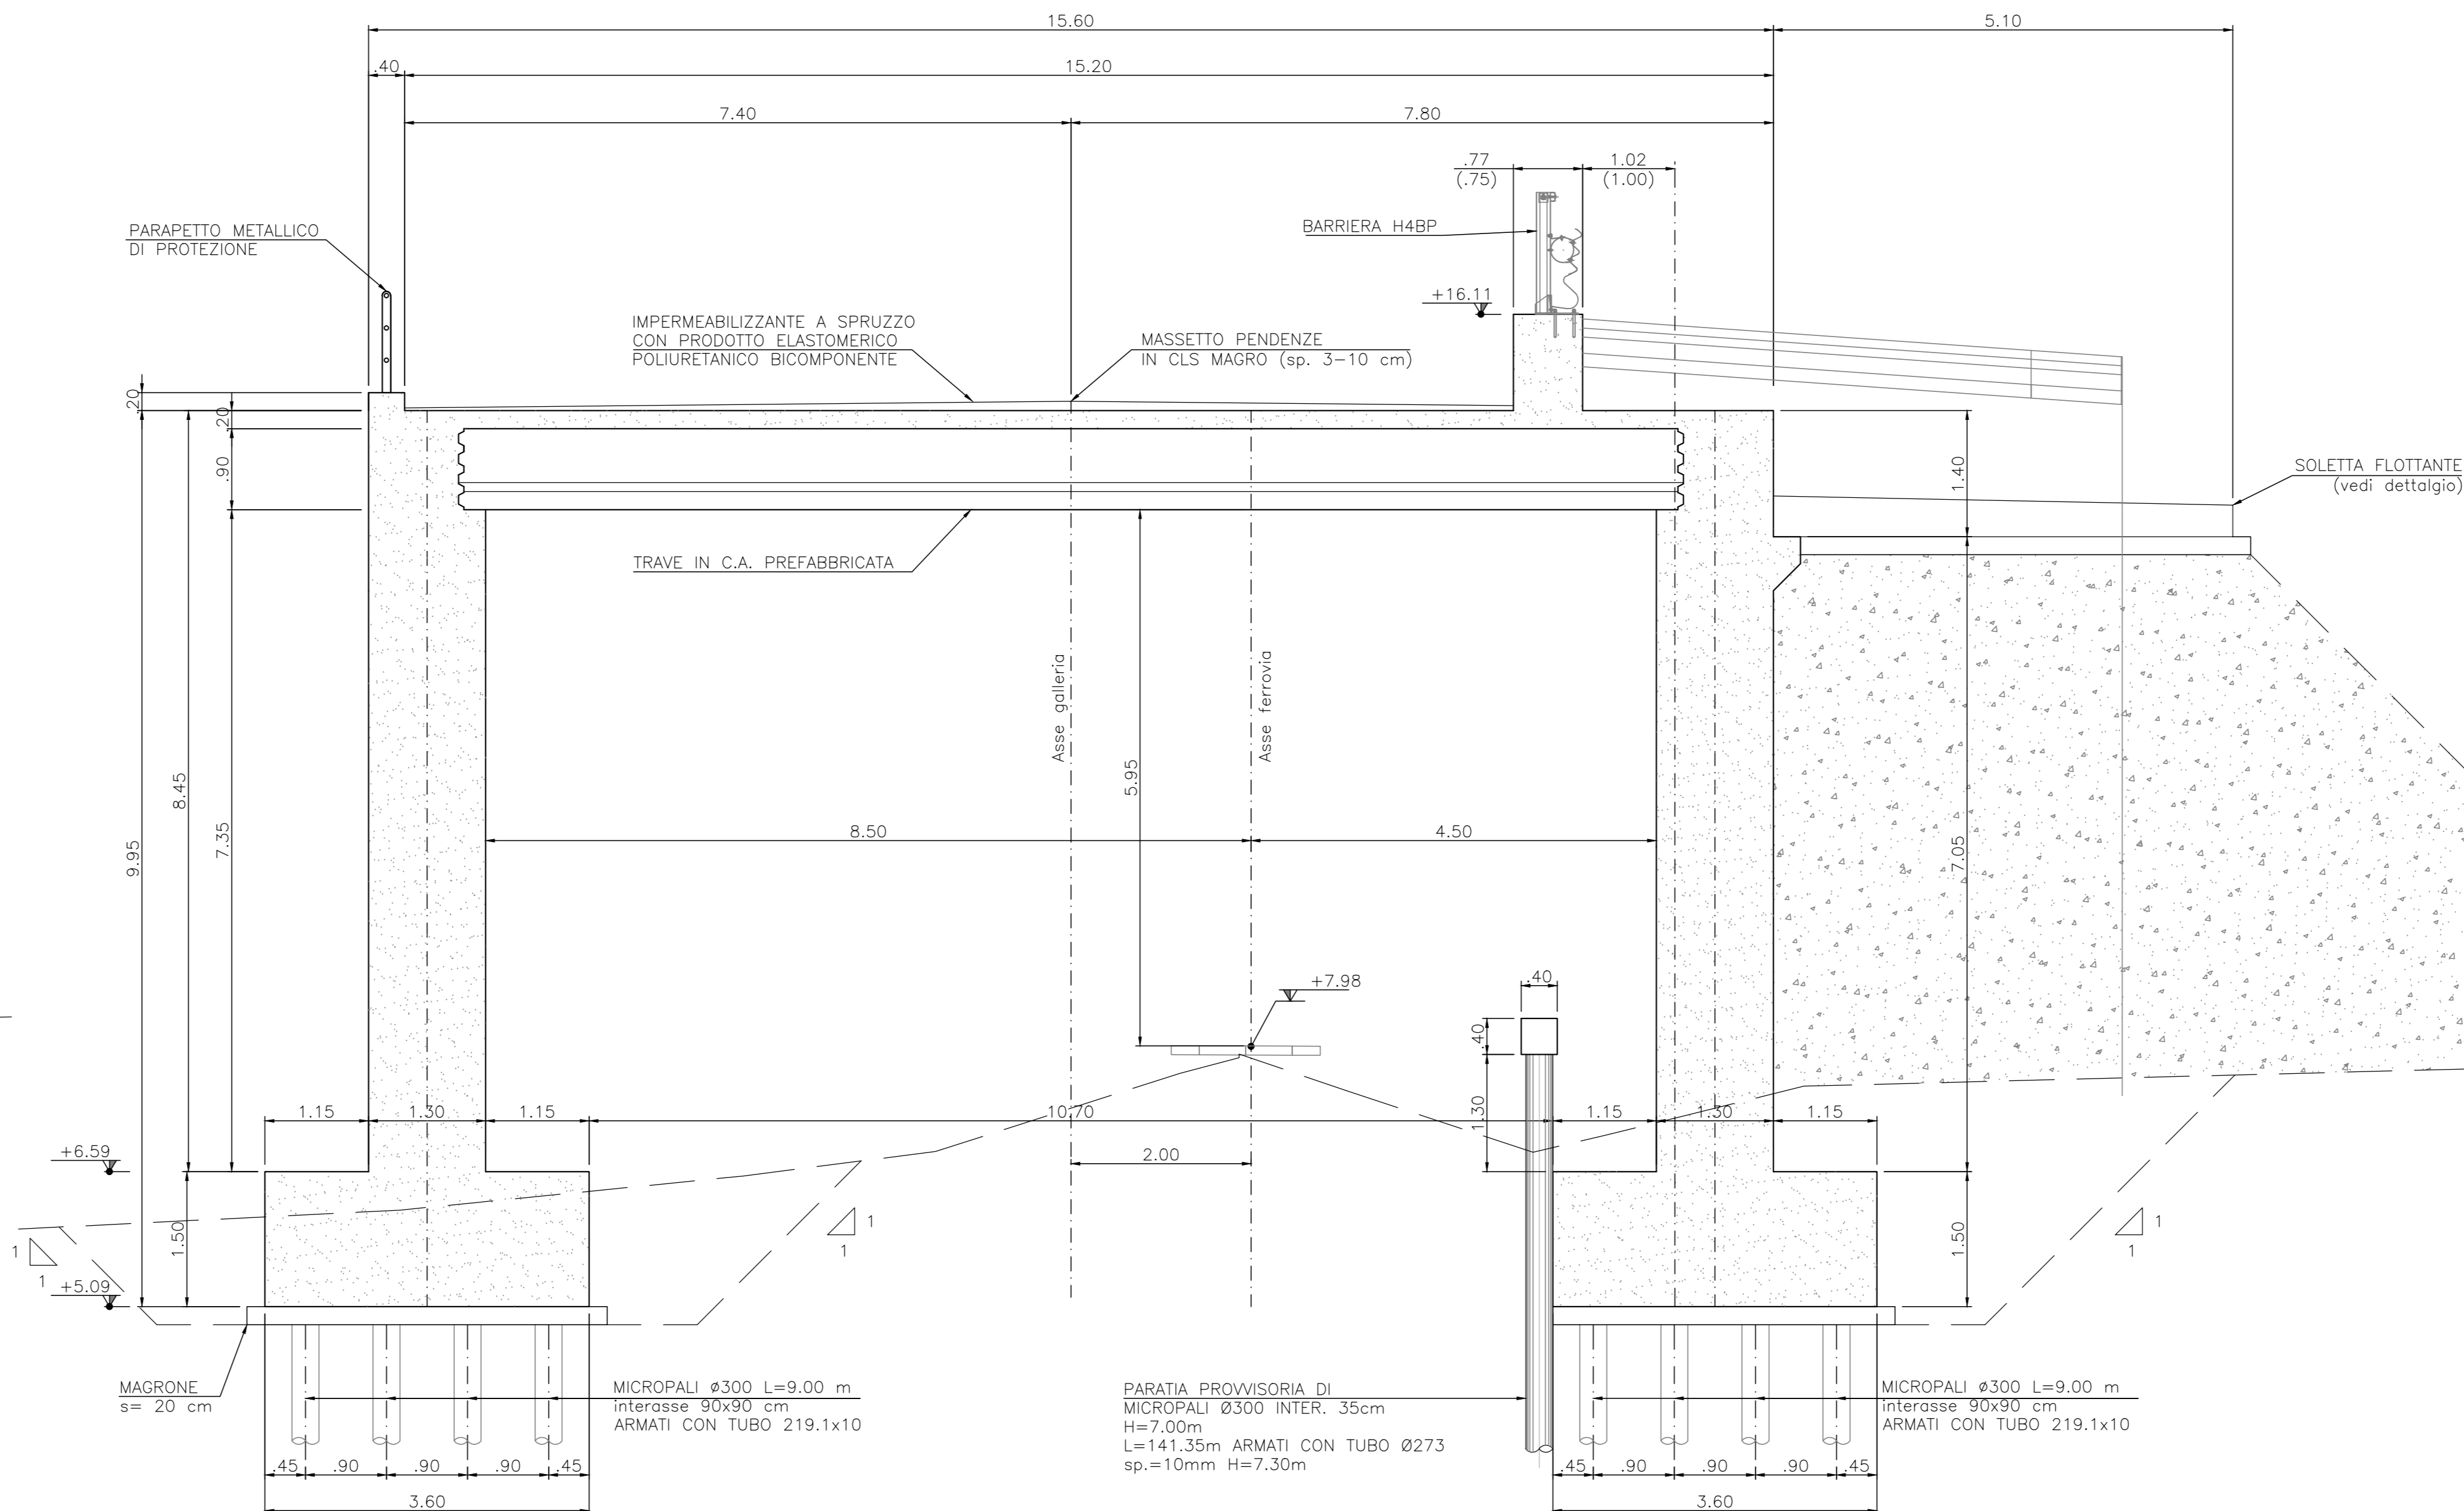 15.60
5.10
.40
15.20
7.40
7.80
.77
(.75)
1.02
(1.00)
PARAPETTO METALLICO
DI PROTEZIONE
BARRIERA H4BP
+16.11
IMPERMEABILIZZANTE A SPRUZZO
CON PRODOTTO ELASTOMERICO
POLIURETANICO BICOMPONENTE
MASSETTO PENDENZE
IN CLS MAGRO (sp. 3-10 cm)
.20
.20
.90
1.40
SOLETTA FLOTTANTE
(vedi dettalgio)
TRAVE IN C.A. PREFABBRICATA
Asse galleria
Asse ferrovia
5.95
8.45
7.35
9.95
8.50
4.50
7.05
+7.98
.40
.40
1.30
1.15
1.30
1.15
10.70
1.15
1.30
1.15
+6.59
2.00
1.50
1.50
1
1
1
1
1
1
+5.09
MAGRONE
s= 20 cm
MICROPALI ø300 L=9.00 m
interasse 90x90 cm
ARMATI CON TUBO 219.1x10
PARATIA PROVVISORIA DI
MICROPALI Ø300 INTER. 35cm
H=7.00m
L=141.35m ARMATI CON TUBO Ø273
sp.=10mm H=7.30m
MICROPALI ø300 L=9.00 m
interasse 90x90 cm
ARMATI CON TUBO 219.1x10
.45
.90
.90
.90
.45
.45
.90
.90
.90
.45
3.60
3.60